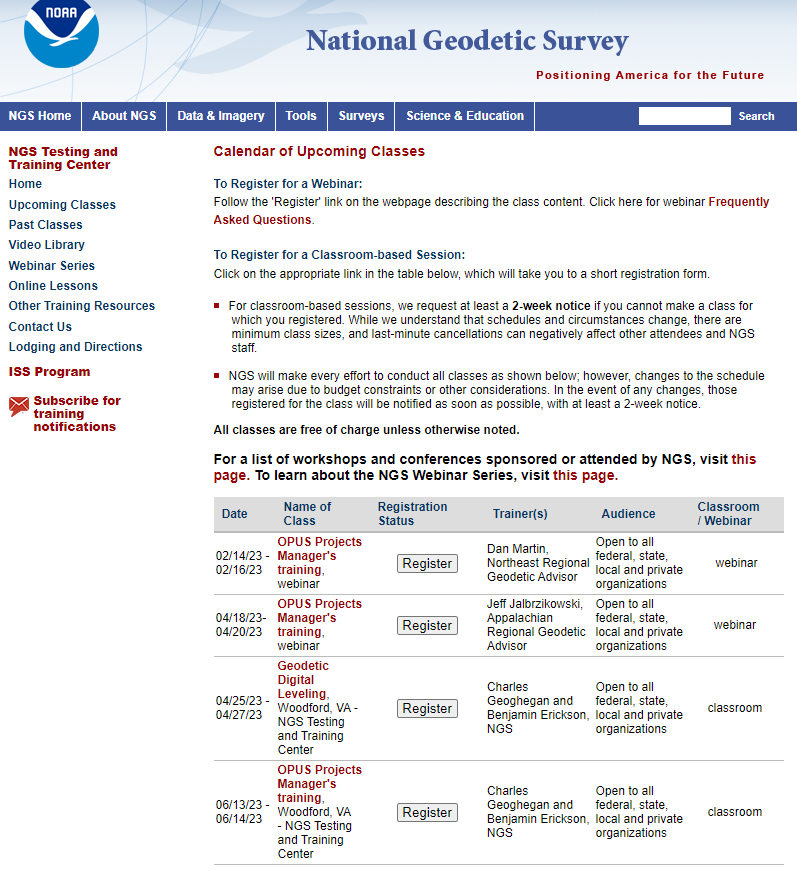 NOAA
National Geodetic Survey
Positioning America for the Future
NGS Home About NGS Data & Imagery Tools Surveys Science & Education Search
NGS Testing and
Training Center
Home
Upcoming Classes
Past Classes
Video Library
Webinar Series
Online Lessons
Other Training Resources
Contact Us
Lodging and Directions
ISS Program
Subscribe for
training
notifications
Calendar of Upcoming Classes
To Register for a Webinar:
Follow the 'Register' link on the webpage describing the class content. Click here for webinar Frequently
Asked Questions.
To Register for a Classroom-based Session:
Click on the appropriate link in the table below, which will take you to a short registration form.
For classroom-based sessions, we request at least a 2-week notice if you cannot make a class for
which you registered. While we understand that schedules and circumstances change, there are
minimum class sizes, and last-minute cancellations can negatively affect other attendees and NGS
staff.
NGS will make every effort to conduct all classes as shown below; however, changes to the schedule
may arise due to budget constraints or other considerations. In the event of any changes, those
registered for the class will be notified as soon as possible, with at least a 2-week notice.
All classes are free of charge unless otherwise noted.
For a list of workshops and conferences sponsored or attended by NGS, visit this
page. To learn about the NGS Webinar Series, visit this page.
Date
Name of
Class
Registration
Status
Trainer(s)
Audience
Classroom
/ Webinar
02/14/23 -
02/16/23
OPUS Projects
Manager's
training,
webinar
Register
Dan Martin,
Northeast Regional
Geodetic Advisor
Open to all
federal, state,
local and private
organizations
webinar
04/18/23-
04/20/23
OPUS Projects
Manager's
training,
webinar
Register
Jeff Jalbrzikowski,
Appalachian
Regional Geodetic
Advisor
Open to all
federal, state,
local and private
organizations
webinar
04/25/23 -
04/27/23
Geodetic
Digital
Leveling,
Woodford, VA -
NGS Testing
and Training
Center
Register
Charles
Geoghegan and
Benjamin Erickson,
NGS
Open to all
federal, state,
local and private
organizations
classroom
06/13/23 -
06/14/23
OPUS Projects
Manager's
training,
Woodford, VA
- NGS Testing
and Training
Center
Register
Charles
Geoghegan and
Benjamin Erickson,
NGS
Open to all
federal, state,
local and private
organizations
classroom